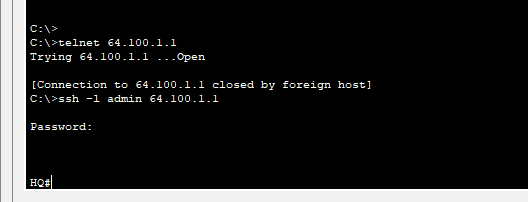 C:\>
C:\>telnet 64.100.1.1
Trying 64.100.1.1 ...Open
[Connection to 64.100.1.1 closed by foreign host]
C:\>ssh -l admin 64.100.1.1
Password:
HQ#